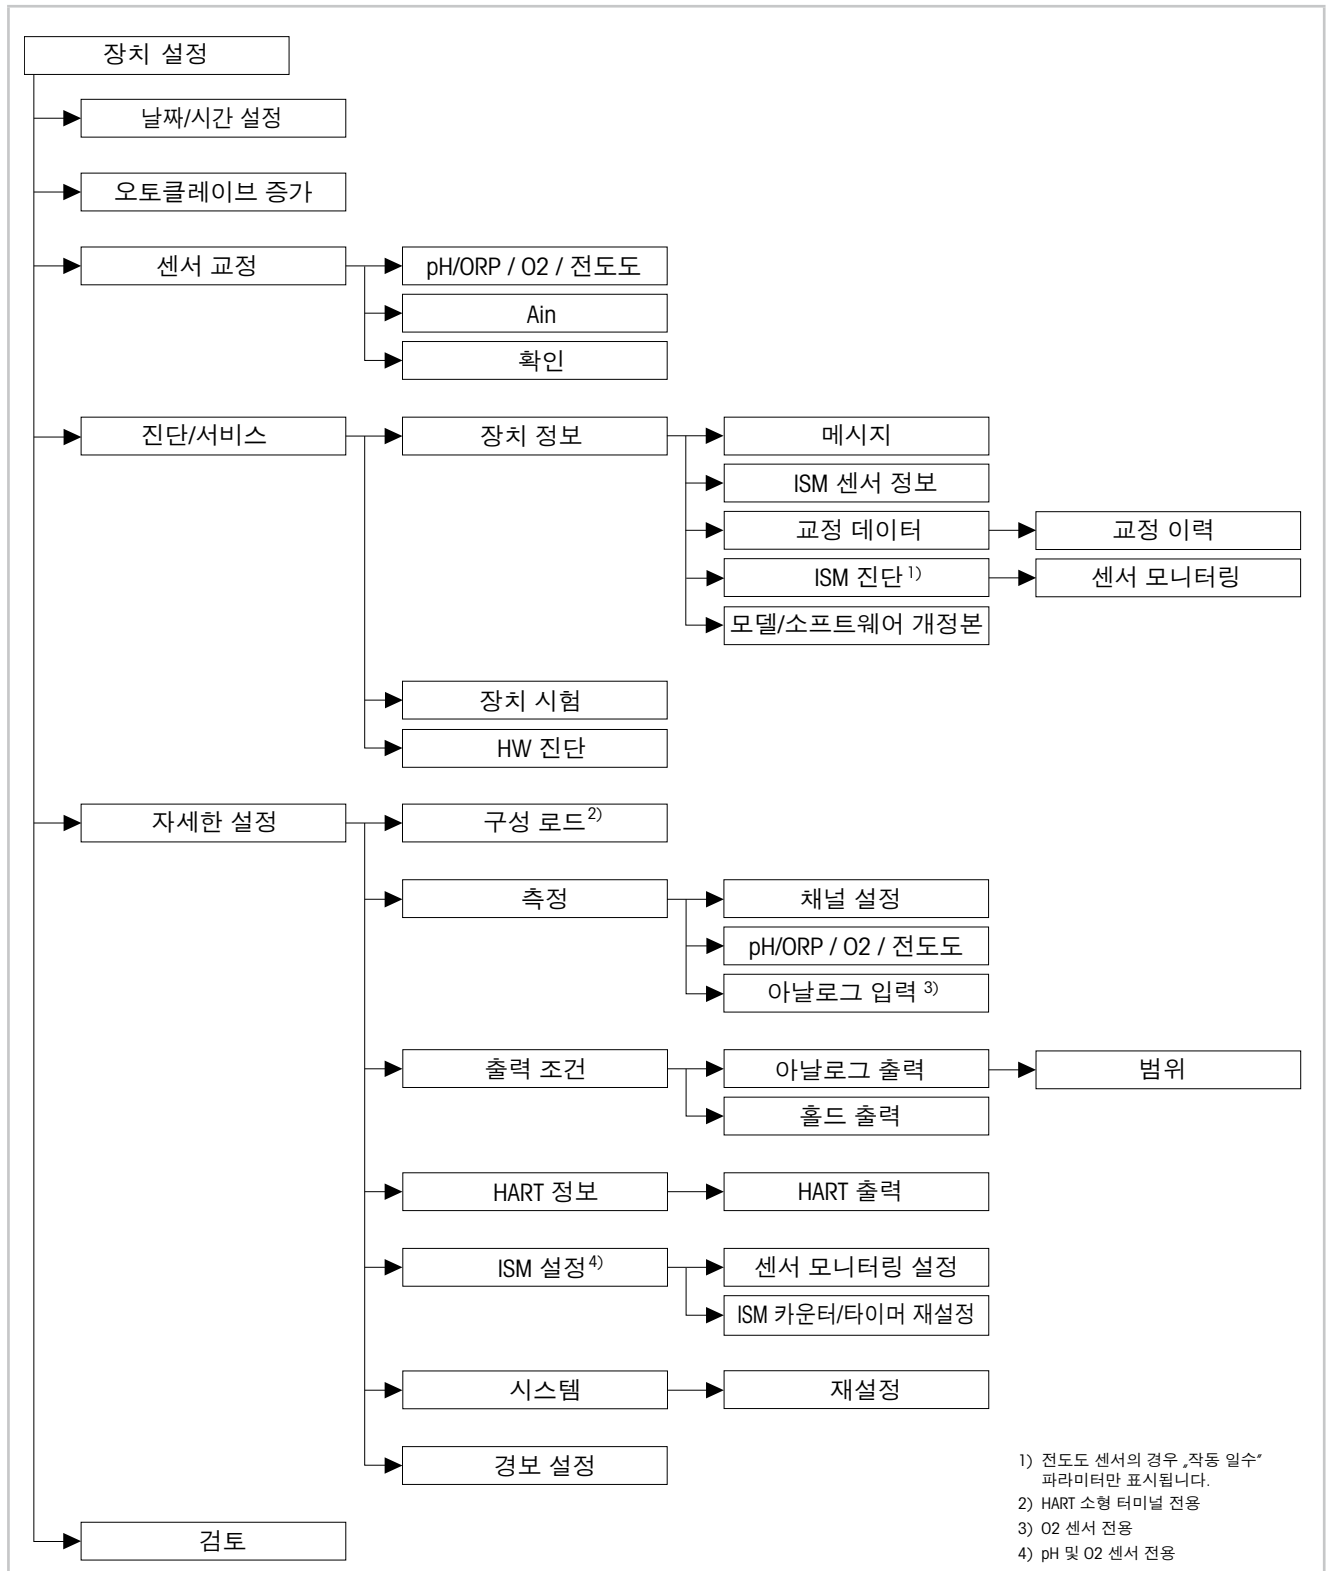 장치 설정
날짜/시간 설정
오토클레이브 증가
센서 교정
pH/ORP / O2 / 전도도
Ain
확인
진단/서비스
장치 정보
메시지
ISM 센서 정보
교정 데이터
교정 이력
ISM 진단 1)
센서 모니터링
모델/소프트웨어 개정본
장치 시험
HW 진단
자세한 설정
구성 로드 2)
측정
채널 설정
pH/ORP / O2 / 전도도
아날로그 입력 3)
출력 조건
아날로그 출력
범위
홀드 출력
HART 정보
HART 출력
ISM 설정 4)
센서 모니터링 설정
ISM 카운터/타이머 재설정
시스템
재설정
경보 설정
검토
1) 전도도 센서의 경우 „작동 일수“
파라미터만 표시됩니다.
2) HART 소형 터미널 전용
3) O2 센서 전용
4) pH 및 O2 센서 전용